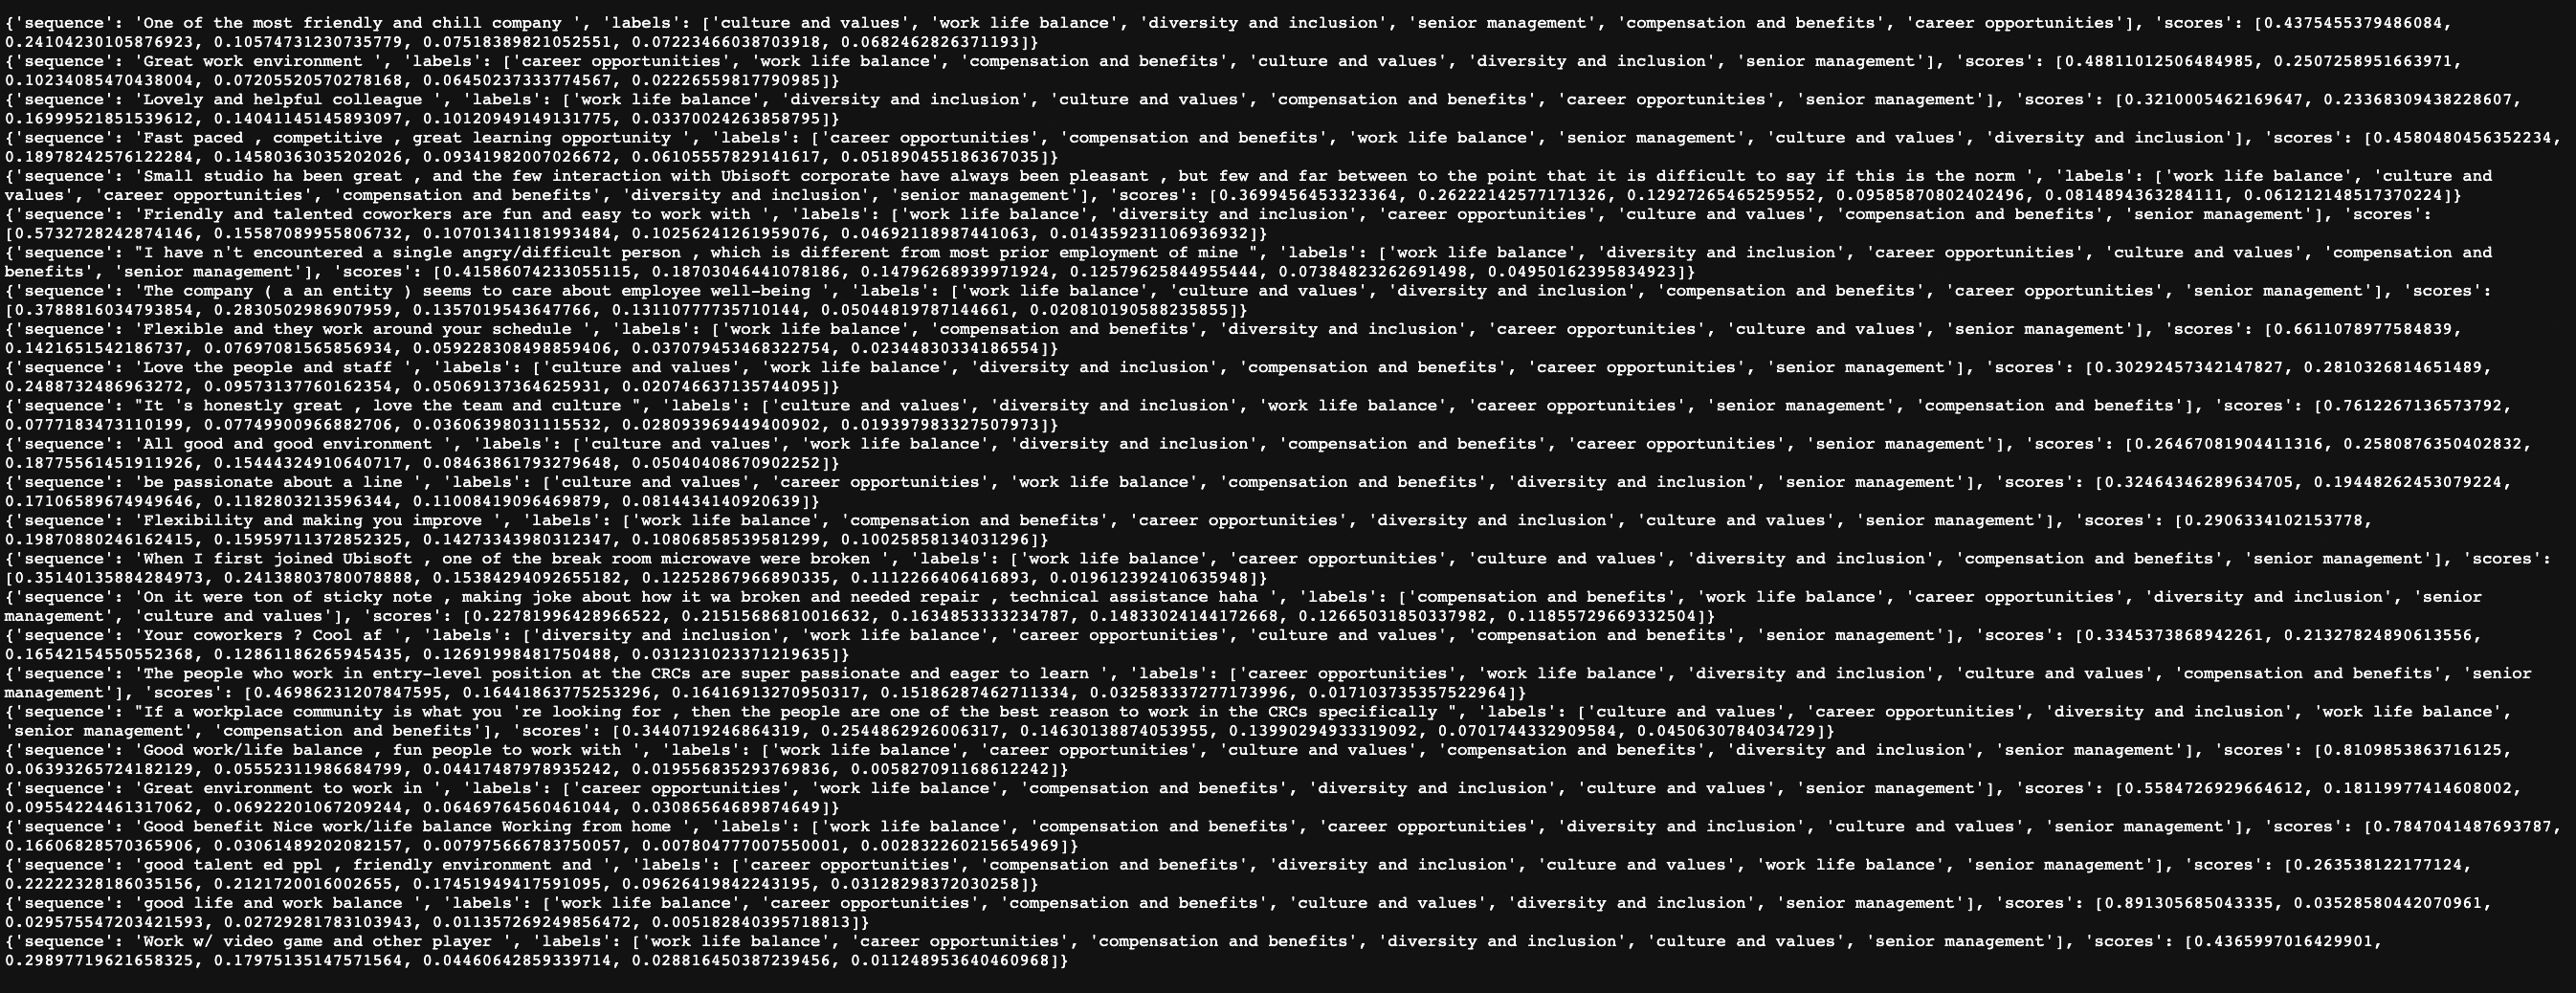 {'sequence': 'One of the most friendly and chill company ', 'labels': ['culture and values', 'work life balance', 'diversity and inclusion', 'senior management', 'compensation and benefits', 'career opportunities'], 'scores': [0.4375455379486084,
0.24104230105876923, 0.10574731230735779, 0.07518389821052551, 0.07223466038703918, 0.0682462826371193]}
{'sequence': 'Great work environment ', 'labels': ['career opportunities', 'work life balance', 'compensation and benefits', 'culture and values', 'diversity and inclusion', 'senior management'], 'scores': [0.48811012506484985, 0.2507258951663971,
0.10234085470438004, 0.07205520570278168, 0.06450237333774567, 0.02226559817790985]}
{'sequence': 'Lovely and helpful colleague ', 'labels': ['work life balance', 'diversity and inclusion', 'culture and values', 'compensation and benefits', 'career opportunities', 'senior management'], 'scores': [0.3210005462169647, 0.23368309438228607,
0.16999521851539612, 0.14041145145893097, 0.10120949149131775, 0.03370024263858795]}
{'sequence': 'Fast paced , competitive , great learning opportunity ', 'labels': ['career opportunities', 'compensation and benefits', 'work life balance', 'senior management', 'culture and values', 'diversity and inclusion'], 'scores': [0.4580480456352234,
0.18978242576122284, 0.14580363035202026, 0.09341982007026672, 0.06105557829141617, 0.051890455186367035]}
{'sequence': 'Small studio ha been great , and the few interaction with Ubisoft corporate have always been pleasant , but few and far between to the point that it is difficult to say if this is the norm ', 'labels': ['work life balance', 'culture and
values', 'career opportunities', 'compensation and benefits', 'diversity and inclusion', 'senior management'], 'scores': [0.3699456453323364, 0.26222142577171326, 0.12927265465259552, 0.09585870802402496, 0.0814894363284111, 0.061212148517370224]}
{'sequence': 'Friendly and talented coworkers are fun and easy to work with ', 'labels': ['work life balance', 'diversity and inclusion', 'career opportunities', 'culture and values', 'compensation and benefits', 'senior management'], 'scores':
[0.5732728242874146, 0.15587089955806732, 0.10701341181993484, 0.10256241261959076, 0.04692118987441063, 0.014359231106936932]}
{'sequence': "I have n't encountered a single angry/difficult person , which is different from most prior employment of mine ", 'labels': ['work life balance', 'diversity and inclusion', 'career opportunities', 'culture and values', 'compensation and
benefits', 'senior management'], 'scores': [0.41586074233055115, 0.18703046441078186, 0.14796268939971924, 0.12579625844955444, 0.07384823262691498, 0.04950162395834923]}
{'sequence': 'The company ( a an entity ) seems to care about employee well-being ', 'labels': ['work life balance', 'culture and values', 'diversity and inclusion', 'compensation and benefits', 'career opportunities', 'senior management'], 'scores':
[0.3788816034793854, 0.2830502986907959, 0.1357019543647766, 0.13110777735710144, 0.05044819787144661, 0.020810190588235855]}
{'sequence': 'Flexible and they work around your schedule ', 'labels': ['work life balance', 'compensation and benefits', 'diversity and inclusion', 'career opportunities', 'culture and values', 'senior management'], 'scores': [0.6611078977584839,
0.1421651542186737, 0.07697081565856934, 0.059228308498859406, 0.037079453468322754, 0.02344830334186554]}
{'sequence': 'Love the people and staff ', 'labels': ['culture and values', 'work life balance', 'diversity and inclusion', 'compensation and benefits', 'career opportunities', 'senior management'], 'scores': [0.30292457342147827, 0.2810326814651489,
0.2488732486963272, 0.09573137760162354, 0.05069137364625931, 0.020746637135744095]}
{'sequence': "It 's honestly great , love the team and culture ", 'labels': ['culture and values', 'diversity and inclusion', 'work life balance', 'career opportunities', 'senior management', 'compensation and benefits'], 'scores': [0.7612267136573792,
0.0777183473110199, 0.07749900966882706, 0.03606398031115532, 0.028093969449400902, 0.019397983327507973]}
{'sequence': 'All good and good environment ', 'labels': ['culture and values', 'work life balance', 'diversity and inclusion', 'compensation and benefits', 'career opportunities', 'senior management'], 'scores': [0.26467081904411316, 0.2580876350402832,
0.18775561451911926, 0.15444324910640717, 0.08463861793279648, 0.05040408670902252]}
{'sequence': 'be passionate about a line ', 'labels': ['culture and values', 'career opportunities', 'work life balance', 'compensation and benefits', 'diversity and inclusion', 'senior management'], 'scores': [0.32464346289634705, 0.19448262453079224,
0.17106589674949646, 0.1182803213596344, 0.11008419096469879, 0.0814434140920639]}
{'sequence': 'Flexibility and making you improve ', 'labels': ['work life balance', 'compensation and benefits', 'career opportunities', 'diversity and inclusion', 'culture and values', 'senior management'], 'scores': [0.2906334102153778,
0.19870880246162415, 0.15959711372852325, 0.14273343980312347, 0.10806858539581299, 0.10025858134031296]}
{'sequence': 'When I first joined Ubisoft , one of the break room microwave were broken ', 'labels': ['work life balance', 'career opportunities', 'culture and values', 'diversity and inclusion', 'compensation and benefits', 'senior management'], 'scores':
[0.35140135884284973, 0.24138803780078888, 0.15384294092655182, 0.12252867966890335, 0.1112266406416893, 0.019612392410635948]}
{'sequence': 'On it were ton of sticky note , making joke about how it wa broken and needed repair , technical assistance haha ', 'labels': ['compensation and benefits', 'work life balance', 'career opportunities', 'diversity and inclusion', 'senior
management', 'culture and values'], 'scores': [0.22781996428966522, 0.21515686810016632, 0.1634853333234787, 0.14833024144172668, 0.12665031850337982, 0.11855729669332504]}
{'sequence': 'Your coworkers ? Cool af ', 'labels': ['diversity and inclusion', 'work life balance', 'career opportunities', 'culture and values', 'compensation and benefits', 'senior management'], 'scores': [0.3345373868942261, 0.21327824890613556,
0.16542154550552368, 0.12861186265945435, 0.12691998481750488, 0.031231023371219635]}
{'sequence': 'The people who work in entry-level position at the CRCs are super passionate and eager to learn ', 'labels': ['career opportunities', 'work life balance', 'diversity and inclusion', 'culture and values', 'compensation and benefits', 'senior
management'], 'scores': [0.46986231207847595, 0.16441863775253296, 0.16416913270950317, 0.15186287462711334, 0.032583337277173996, 0.017103735357522964]}
{'sequence': "If a workplace community is what you 're looking for , then the people are one of the best reason to work in the CRCs specifically ", 'labels': ['culture and values', 'career opportunities', 'diversity and inclusion', 'work life balance',
'senior management', 'compensation and benefits'], 'scores': [0.3440719246864319, 0.2544862926006317, 0.14630138874053955, 0.13990294933319092, 0.0701744332909584, 0.0450630784034729]}
{'sequence': 'Good work/life balance , fun people to work with ', 'labels': ['work life balance', 'career opportunities', 'culture and values', 'compensation and benefits', 'diversity and inclusion', 'senior management'], 'scores': [0.8109853863716125,
0.06393265724182129, 0.05552311986684799, 0.04417487978935242, 0.019556835293769836, 0.005827091168612242]}
{'sequence': 'Great environment to work in ', 'labels': ['career opportunities', 'work life balance', 'compensation and benefits', 'diversity and inclusion', 'culture and values', 'senior management'], 'scores': [0.5584726929664612, 0.18119977414608002,
0.09554224461317062, 0.06922201067209244, 0.06469764560461044, 0.03086564689874649]}
{'sequence': 'Good benefit Nice work/life balance Working from home ', 'labels': ['work life balance', 'compensation and benefits', 'career opportunities', 'diversity and inclusion', 'culture and values', 'senior management'], 'scores': [0.7847041487693787,
0.16606828570365906, 0.03061489202082157, 0.007975666783750057, 0.007804777007550001, 0.002832260215654969]}
{'sequence': 'good talent ed ppl , friendly environment and ', 'labels': ['career opportunities', 'compensation and benefits', 'diversity and inclusion', 'culture and values', 'work life balance', 'senior management'], 'scores': [0.263538122177124,
0.22222328186035156, 0.2121720016002655, 0.17451949417591095, 0.09626419842243195, 0.03128298372030258]}
{'sequence': 'good life and work balance ', 'labels': ['work life balance', 'career opportunities', 'compensation and benefits', 'culture and values', 'diversity and inclusion', 'senior management'], 'scores': [0.891305685043335, 0.03528580442070961,
0.029575547203421593, 0.02729281783103943, 0.011357269249856472, 0.005182840395718813]}
{'sequence': 'Work w/ video game and other player ', 'labels': ['work life balance', 'career opportunities', 'compensation and benefits', 'diversity and inclusion', 'culture and values', 'senior management'], 'scores': [0.4365997016429901,
0.29897719621658325, 0.17975135147571564, 0.04460642859339714, 0.028816450387239456, 0.011248953640460968]}